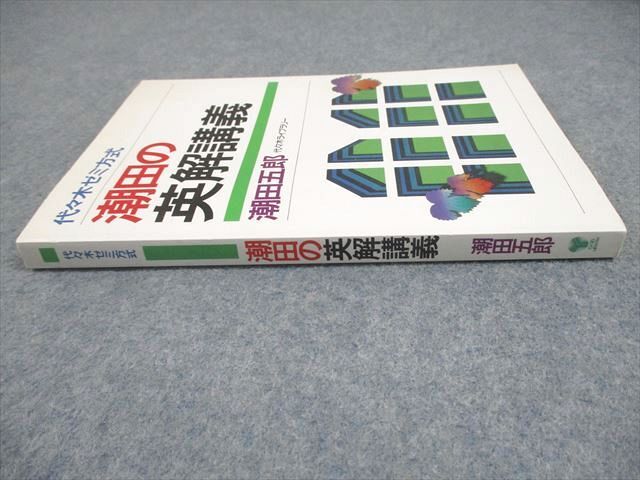 代々木ゼミ方式
潮田の
英解講義
潮田五郎
代々木ライブラリー
代々木ゼミ方式
潮田の英解講義
潮田五郎